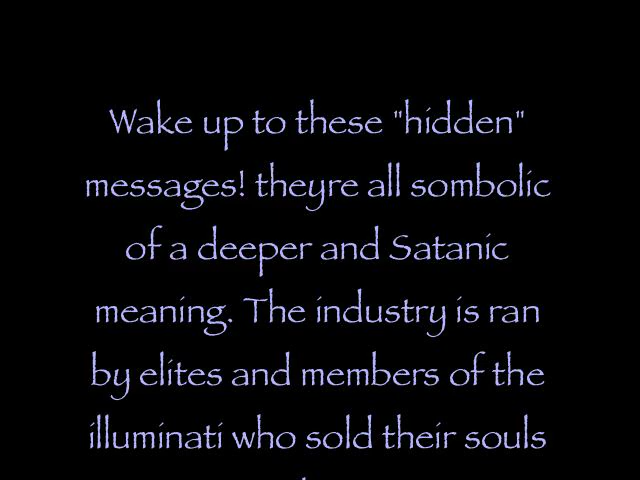 Wake up to these "hidden"
messages! theyre all sombolic
of a deeper and Satanic
meaning. The industry is ran
by elites and members of the
illuminati who sold their souls